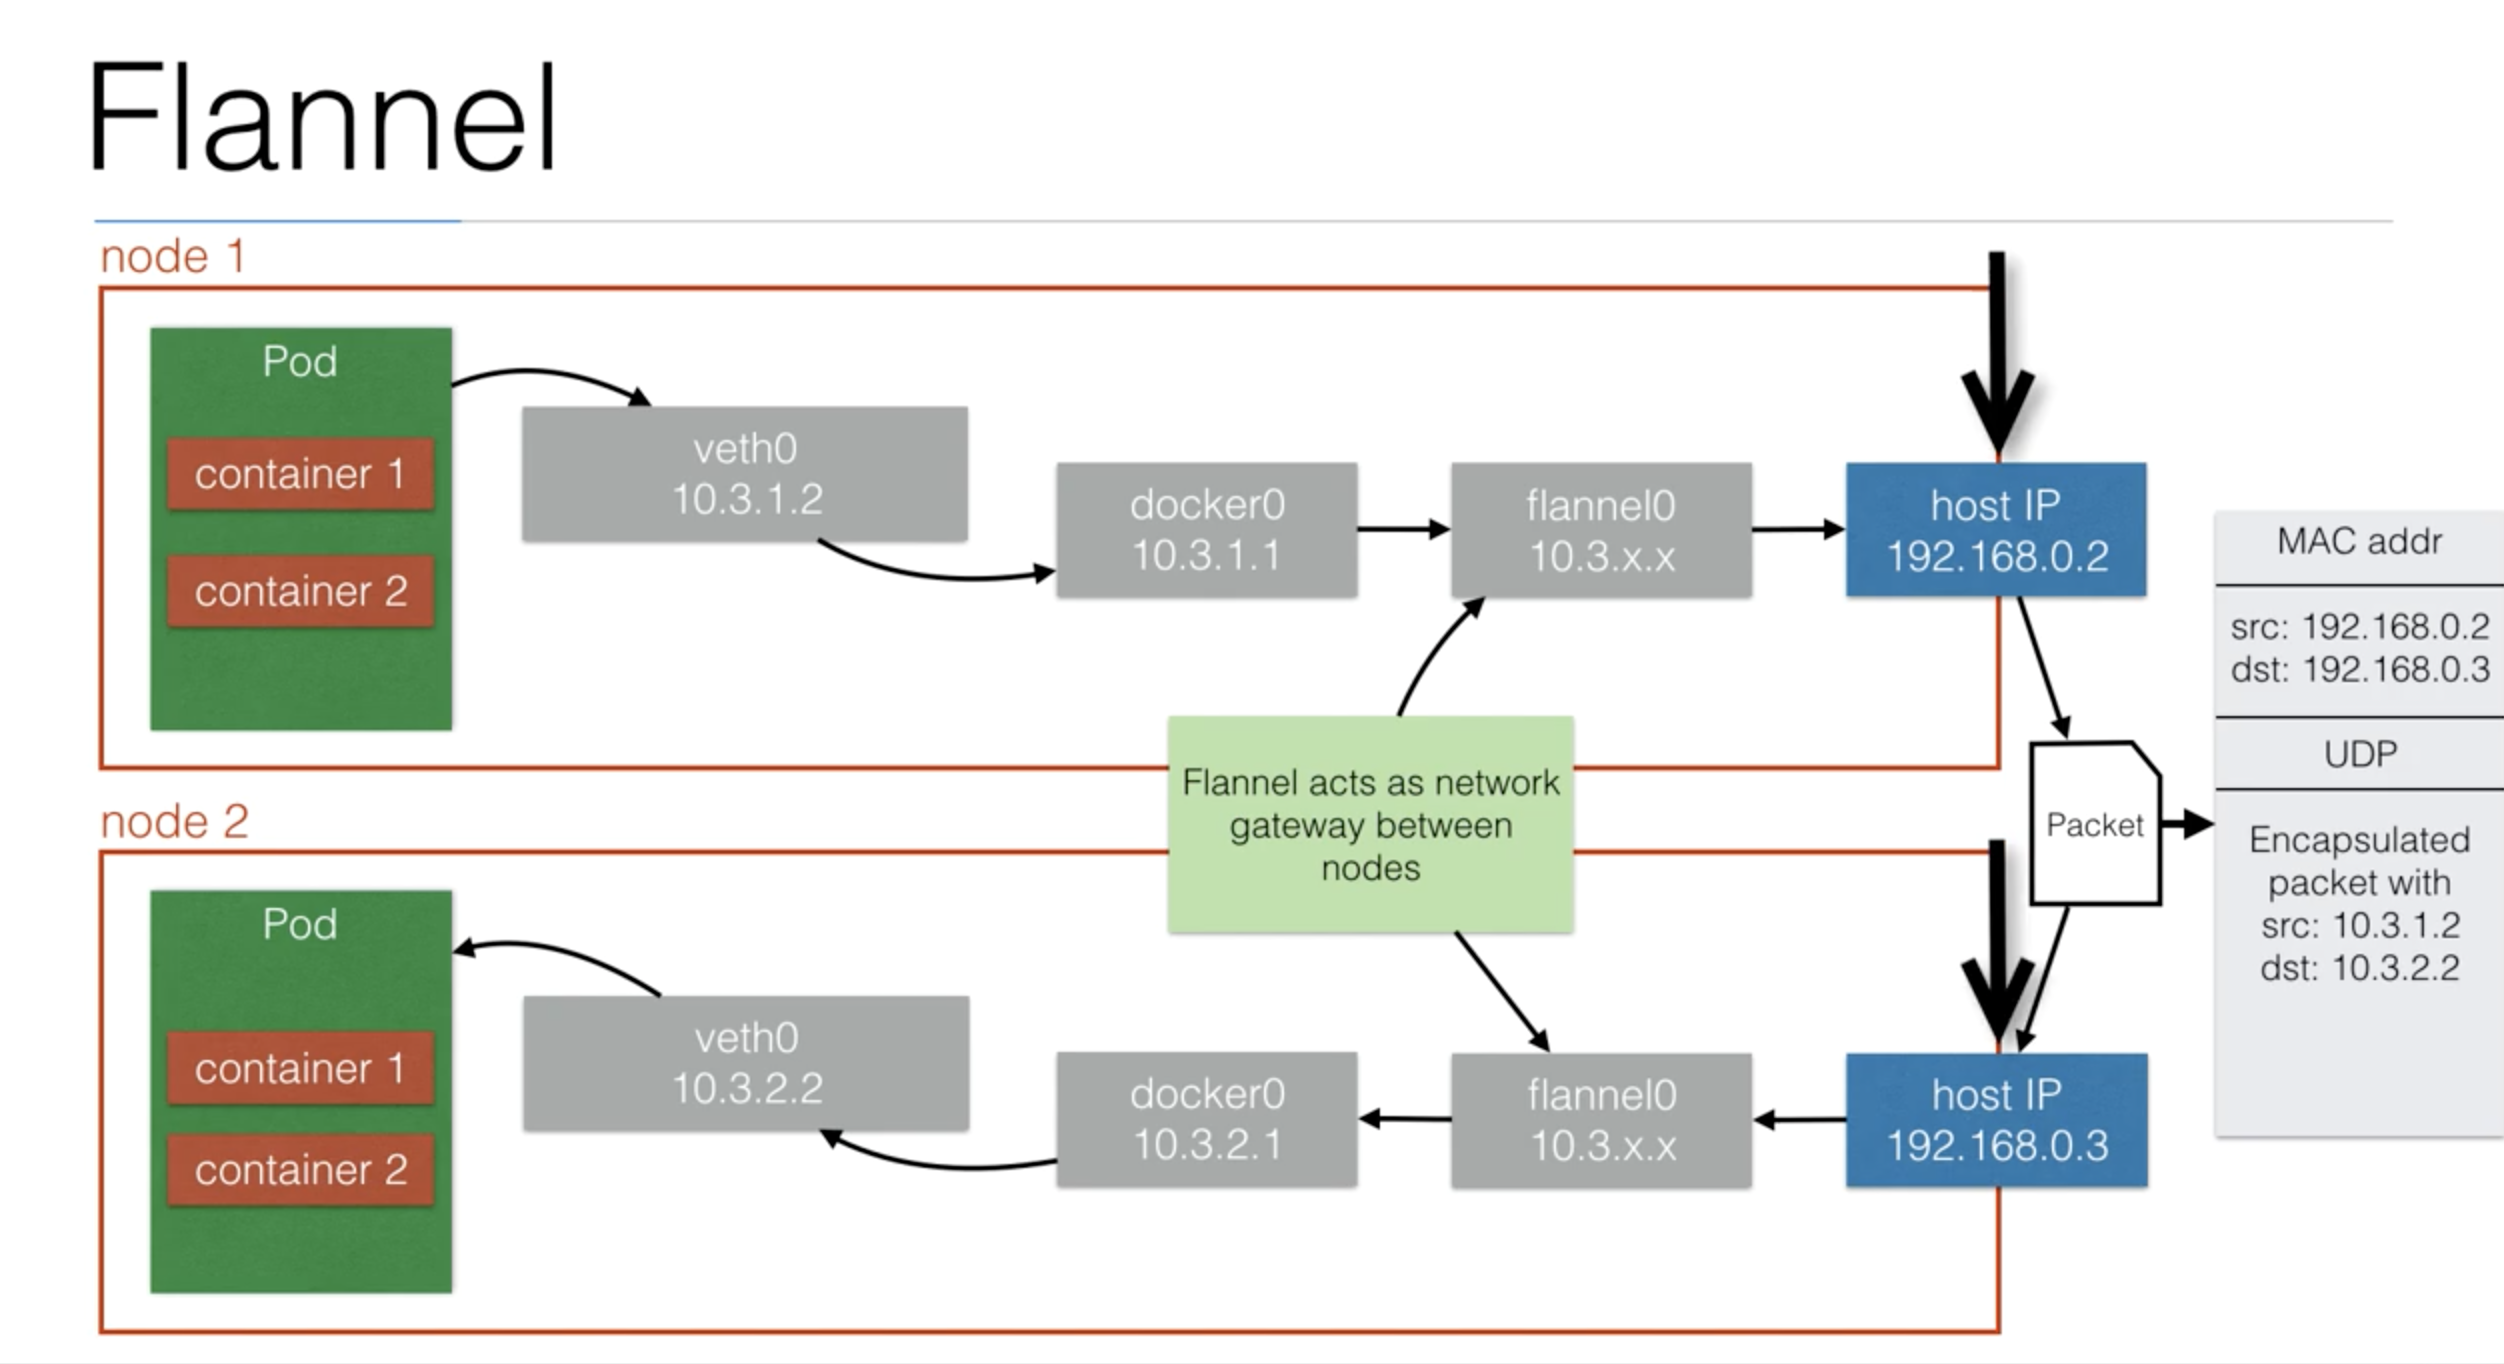 Flannel
node 1
Pod
container 1
container 2
veth0
10.3.1.2
docker0
10.3.1.1
flannel0
10.3.x.x
host IP
192.168.0.2
MAC addr
src: 192.168.0.2
dst: 192.168.0.3
UDP
Encapsulated
packet with
src: 10.3.1.2
dst: 10.3.2.2
Packet
Flannel acts as network
gateway between
nodes
node 2
Pod
container 1
container 2
veth0
10.3.2.2
docker0
10.3.2.1
flannel0
10.3.x.x
host IP
192.168.0.3